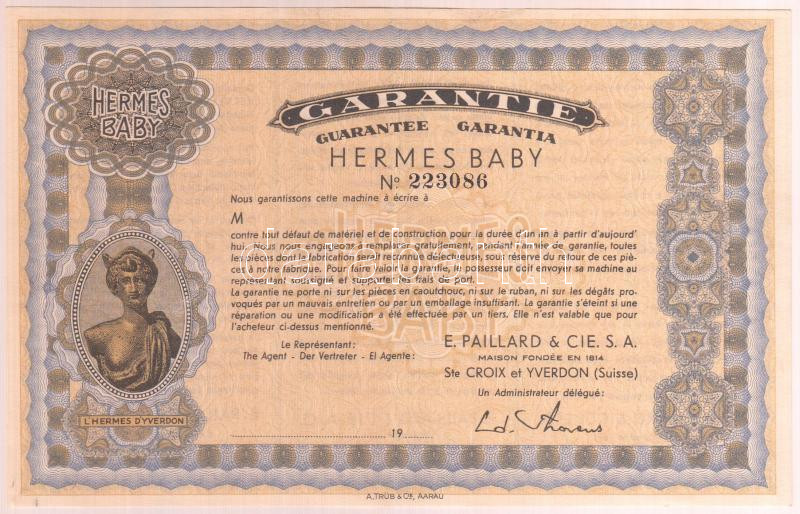 HERMES
BABY
GARANTIE
GUARANTEE GARANTIA
HERMES BABY
No 223086
Nous garantissons cette machine à écrire à
M
contre tout défaut de matériel et de construction pour la durée d'un an à partir d'aujourd'
hui. Nous nous engageons à remplacer gratuitement, pendant l'année de garantie, toutes
les pièces dont la fabrication serait reconnue défectueuse, sous réserve du retour de ces piè-
ces à notre fabrique. Pour faire valoir la garantie, le possesseur doit envoyer sa machine au
représentant soussigné et supporter les frais de port.
La garantie ne porte ni sur les pièces en caoutchouc, ni sur le ruban, ni sur les dégâts pro-
voqués par un mauvais entretien ou par un emballage insuffisant. La garantie s'éteint si une
réparation ou une modification a été effectuée par un tiers. Elle n'est valable que pour
l'acheteur ci-dessus mentionné.
Le Représentant:
The Agent - Der Vertreter - El Agente:
E. PAILLARD & CIE. S. A.
MAISON FONDÉE EN 1814
Ste CROIX et YVERDON (Suisse)
Un Administrateur délégué:
L'HERMES D'YVERDON
19
A. TRÜB & CIE, AARAU